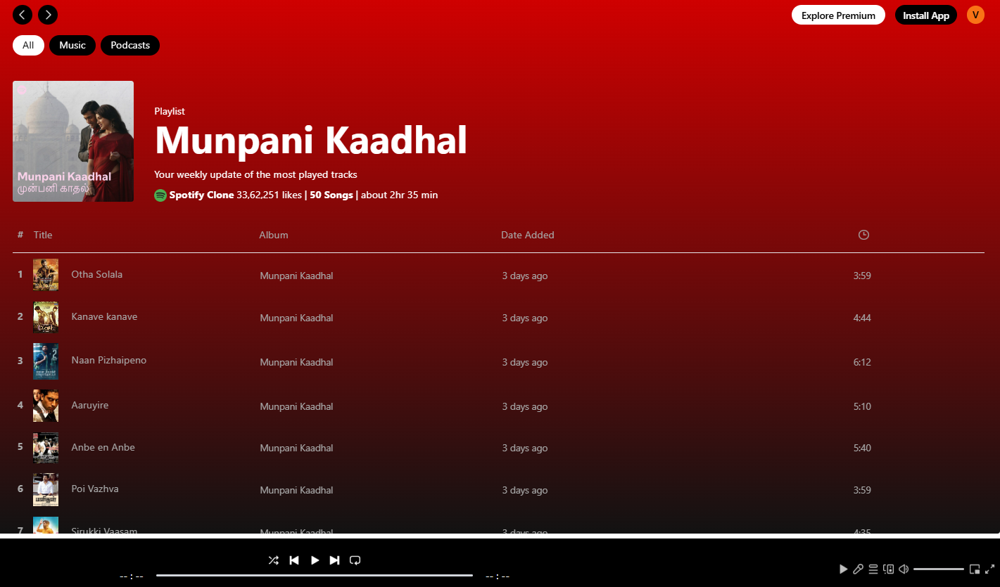 Explore Premium
Install App
V
All
Music
Podcasts
Munpani Kaadhal
முன்பனி காதல்
Playlist
Munpani Kaadhal
Your weekly update of the most played tracks
Spotify Clone 33,62,251 likes | 50 Songs | about 2hr 35 min
# Title Album Date Added
1 Otha Solala Munpani Kaadhal 3 days ago 3:59
2 Kanave kanave Munpani Kaadhal 3 days ago 4:44
3 Naan Pizhaipeno Munpani Kaadhal 3 days ago 6:12
4 Aaruyire Munpani Kaadhal 3 days ago 5:10
5 Anbe en Anbe Munpani Kaadhal 3 days ago 5:40
6 Poi Vazhva Munpani Kaadhal 3 days ago 3:59
7 Sirukki Vaasam Munpani Kaadhal 3 days ago 4:35
--:-- --:--